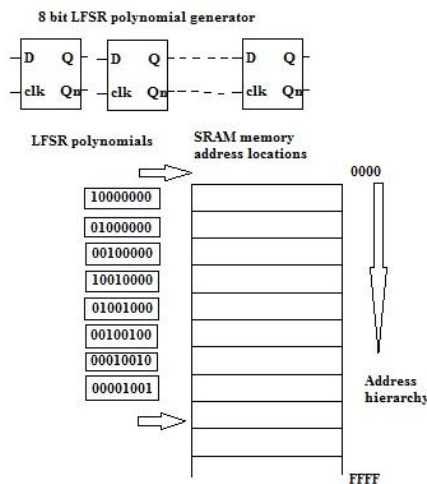 8 bit LFSR polynomial generator
D Q D Q D Q
clk Qn clk Qn clk Qn
LFSR polynomials
SRAM memory
address locations
0000
10000000
01000000
00100000
10010000
01001000
00100100
00010010
00001001
Address
hierarchy
FFFF